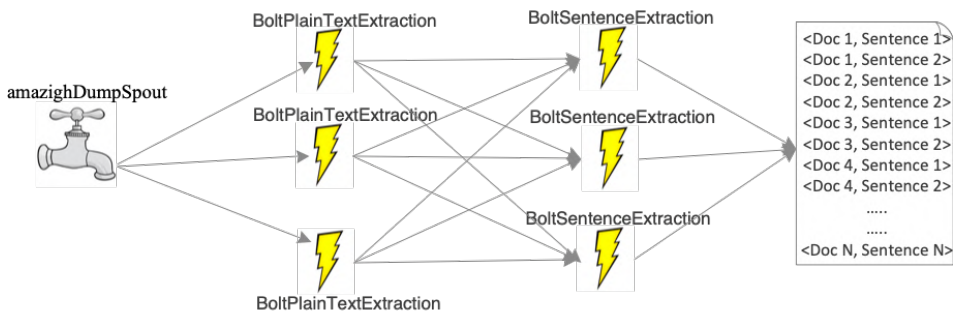 amazighDumpSpout
BoltPlainTextExtraction
BoltPlainTextExtraction
BoltPlainTextExtraction
BoltSentenceExtraction
BoltSentenceExtraction
BoltSentenceExtraction
<Doc 1, Sentence 1>
<Doc 1, Sentence 2>
<Doc 2, Sentence 1>
<Doc 2, Sentence 2>
<Doc 3, Sentence 1>
<Doc 3, Sentence 2>
<Doc 4, Sentence 1>
<Doc 4, Sentence 2>
.....
.....
<Doc N, Sentence N>